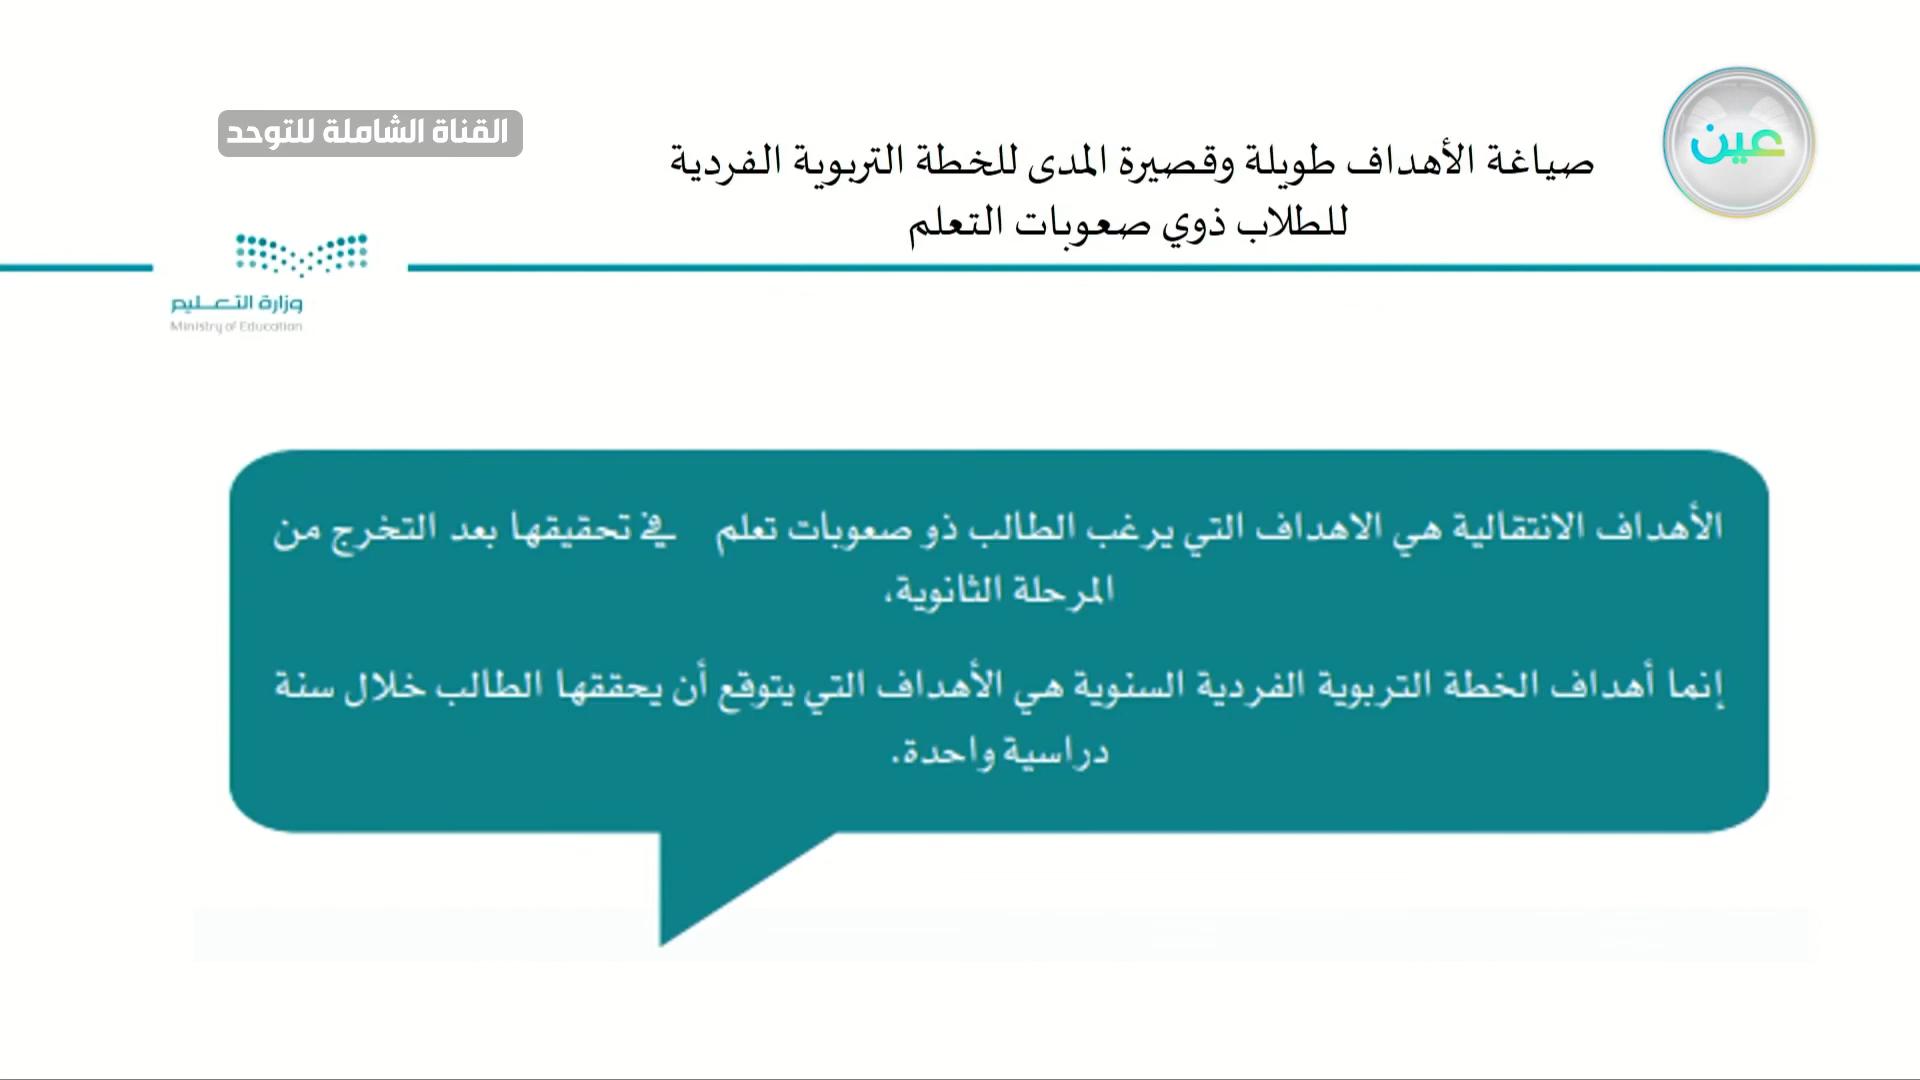 القناة الشاملة للتوحد
عين
صياغة الأهداف طويلة وقصيرة المدى للخطة التربوية الفردية
للطلاب ذوي صعوبات التعلم
وزارة التعليم
Ministry of Education
الأهداف الانتقالية هي الاهداف التي يرغب الطالب ذو صعوبات تعلم في تحقيقها بعد التخرج من
المرحلة الثانوية،
إنما أهداف الخطة التربوية الفردية السنوية هي الأهداف التي يتوقع أن يحققها الطالب خلال سنة
دراسية واحدة.